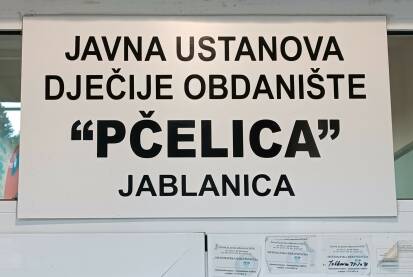 JAVNA USTANOVA
DJEČIJE OBDANIŠTE
“PČELICA”
JABLANICA